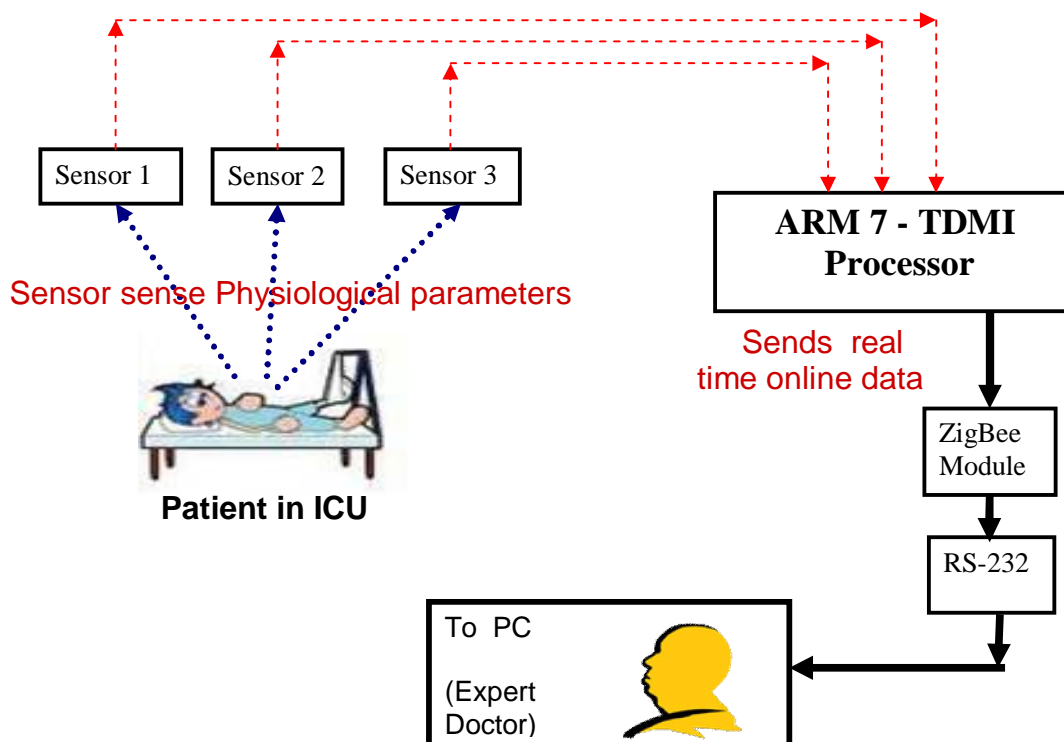 Sensor 1
Sensor 2
Sensor 3
ARM 7 - TDMI
Processor
Sensor sense Physiological parameters
Sends real
time online data
ZigBee
Module
Patient in ICU
RS-232
To PC
(Expert
Doctor)